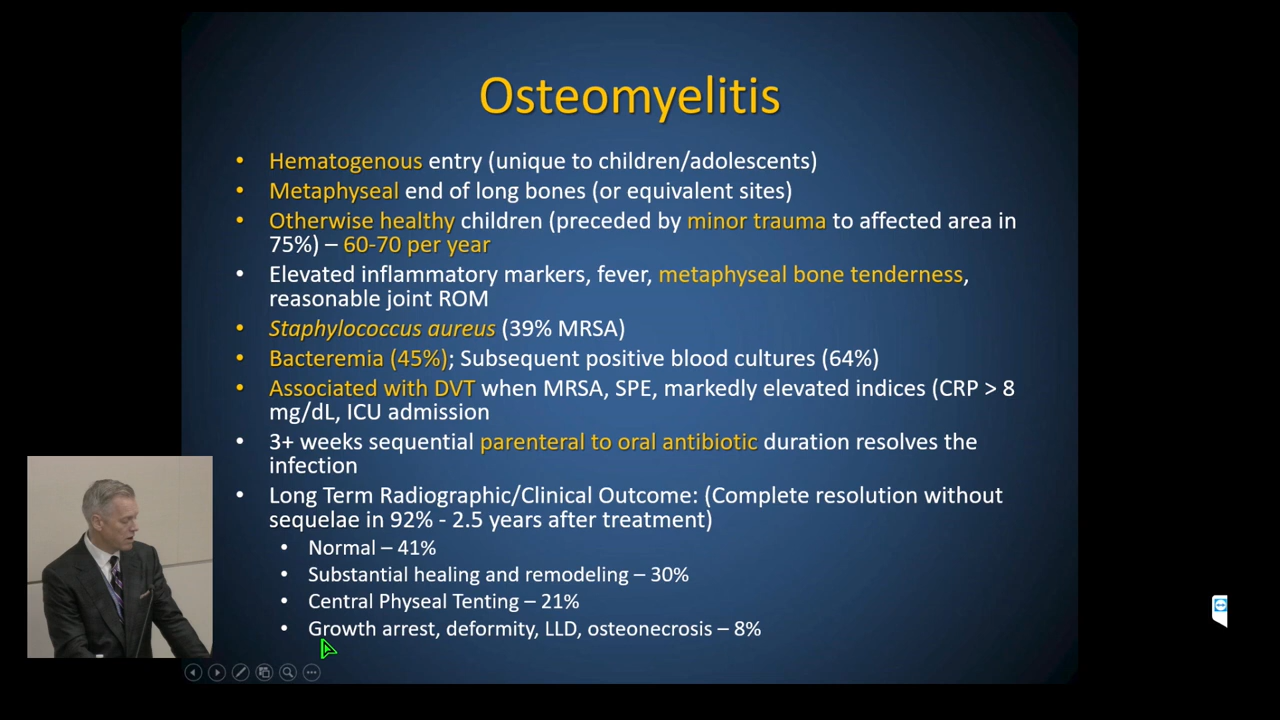 Osteomyelitis
• Hematogenous entry (unique to children/adolescents)
• Metaphyseal end of long bones (or equivalent sites)
• Otherwise healthy children (preceded by minor trauma to affected area in
75%) – 60-70 per year
• Elevated inflammatory markers, fever, metaphyseal bone tenderness,
reasonable joint ROM
• Staphylococcus aureus (39% MRSA)
• Bacteremia (45%); Subsequent positive blood cultures (64%)
• Associated with DVT when MRSA, SPE, markedly elevated indices (CRP > 8
mg/dL, ICU admission
• 3+ weeks sequential parenteral to oral antibiotic duration resolves the
infection
• Long Term Radiographic/Clinical Outcome: (Complete resolution without
sequelae in 92% - 2.5 years after treatment)
• Normal – 41%
• Substantial healing and remodeling – 30%
• Central Physeal Tenting – 21%
• Growth arrest, deformity, LLD, osteonecrosis – 8%